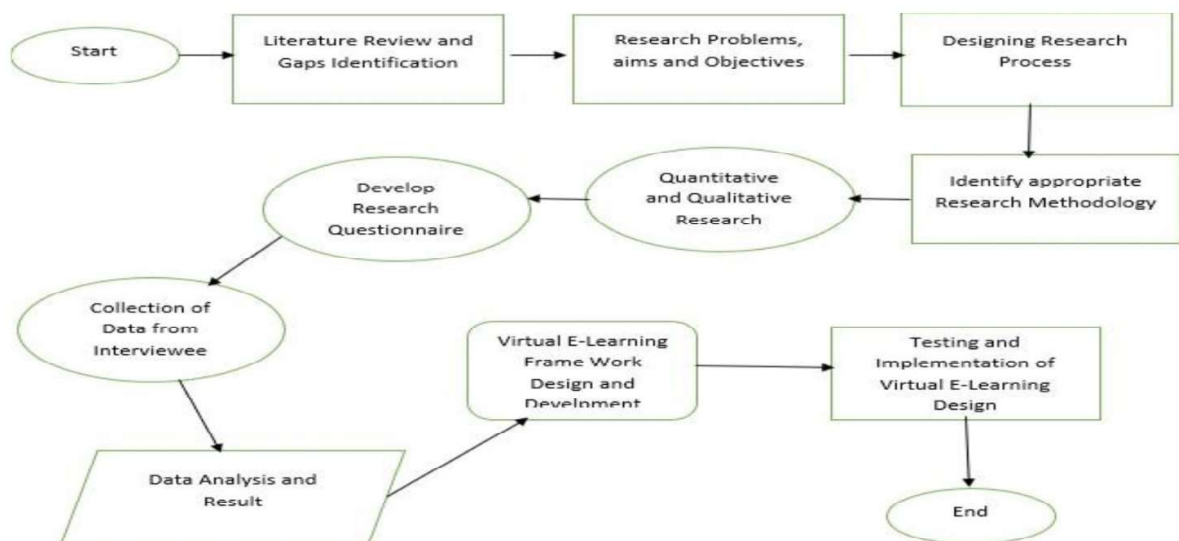 Start
Literature Review and
Gaps Identification
Research Problems,
aims and Objectives
Designing Research
Process
Identify appropriate
Research Methodology
Quantitative
and Qualitative
Research
Develop
Research
Questionnaire
Collection of
Data from
Interviewee
Data Analysis and
Result
Virtual E-Learning
Frame Work
Design and
Develpment
Testing and
Implementation of
Virtual E-Learning
Design
End